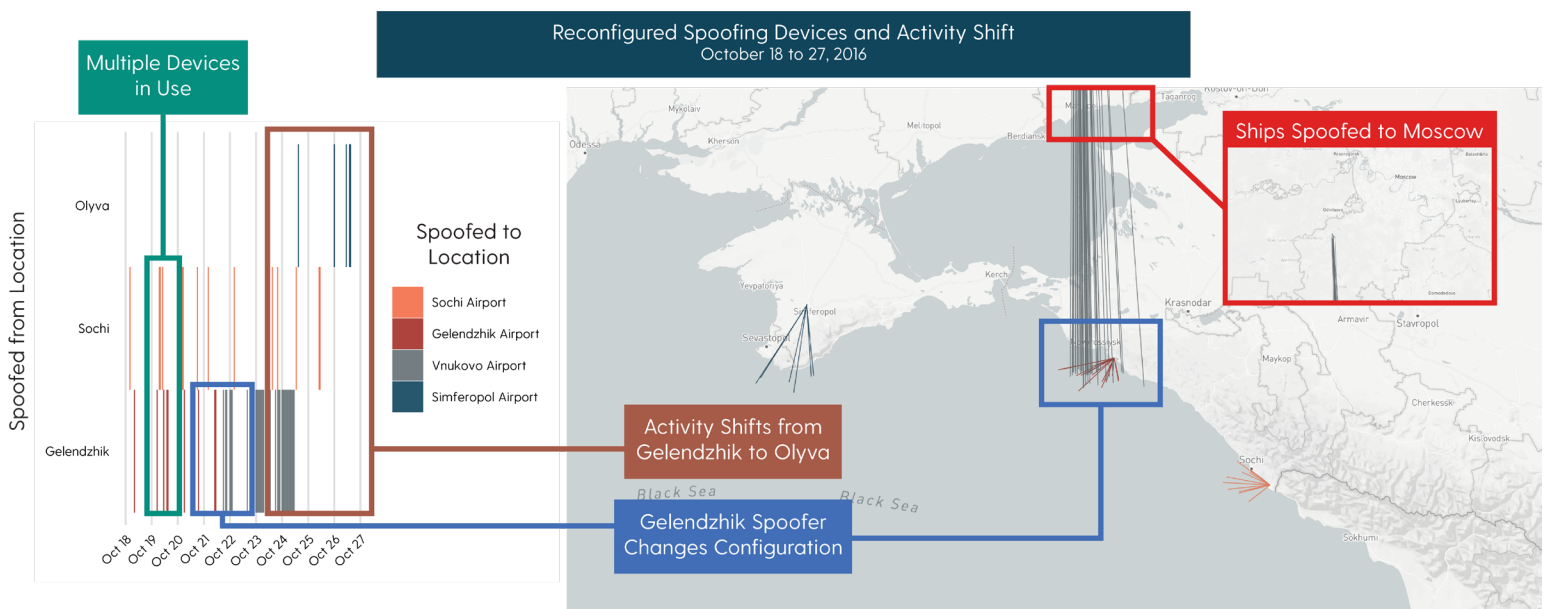 Reconfigured Spoofing Devices and Activity Shift
October 18 to 27, 2016
Multiple Devices
in Use
Spoofed from Location
Olyva
Sochi
Gelendzhik
Oct 18
Oct 19
Oct 20
Oct 21
Oct 22
Oct 23
Oct 24
Oct 25
Oct 26
Oct 27
Spoofed to
Location
Sochi Airport
Gelendzhik Airport
Vnukovo Airport
Simferopol Airport
Activity Shifts from
Gelendzhik to Olyva
Gelendzhik Spoofer
Changes Configuration
Ships Spoofed to Moscow
Moscow
Odessa
Mykolaiv
Kherson
Melitopol
Berdiansk
Taganrog
Yevpatoriya
Simferopol
Sevastopol
Kerch
Krasnodar
Armavir
Stavropol
Maykop
Cherkessk
Kislovodsk
Sochi
Sokhumi
Black Sea
Black Sea